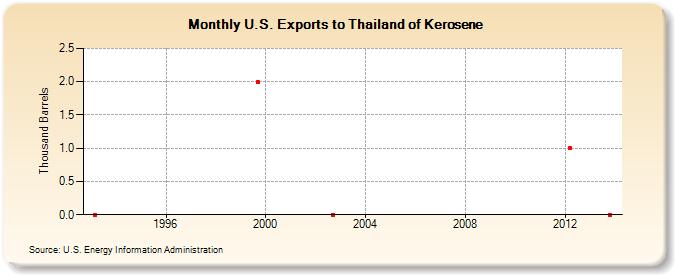 Monthly U.S. Exports to Thailand of Kerosene
Thousand Barrels
2.5
2.0
1.5
1.0
0.5
0.0
1996 2000 2004 2008 2012
Source: U.S. Energy Information Administration